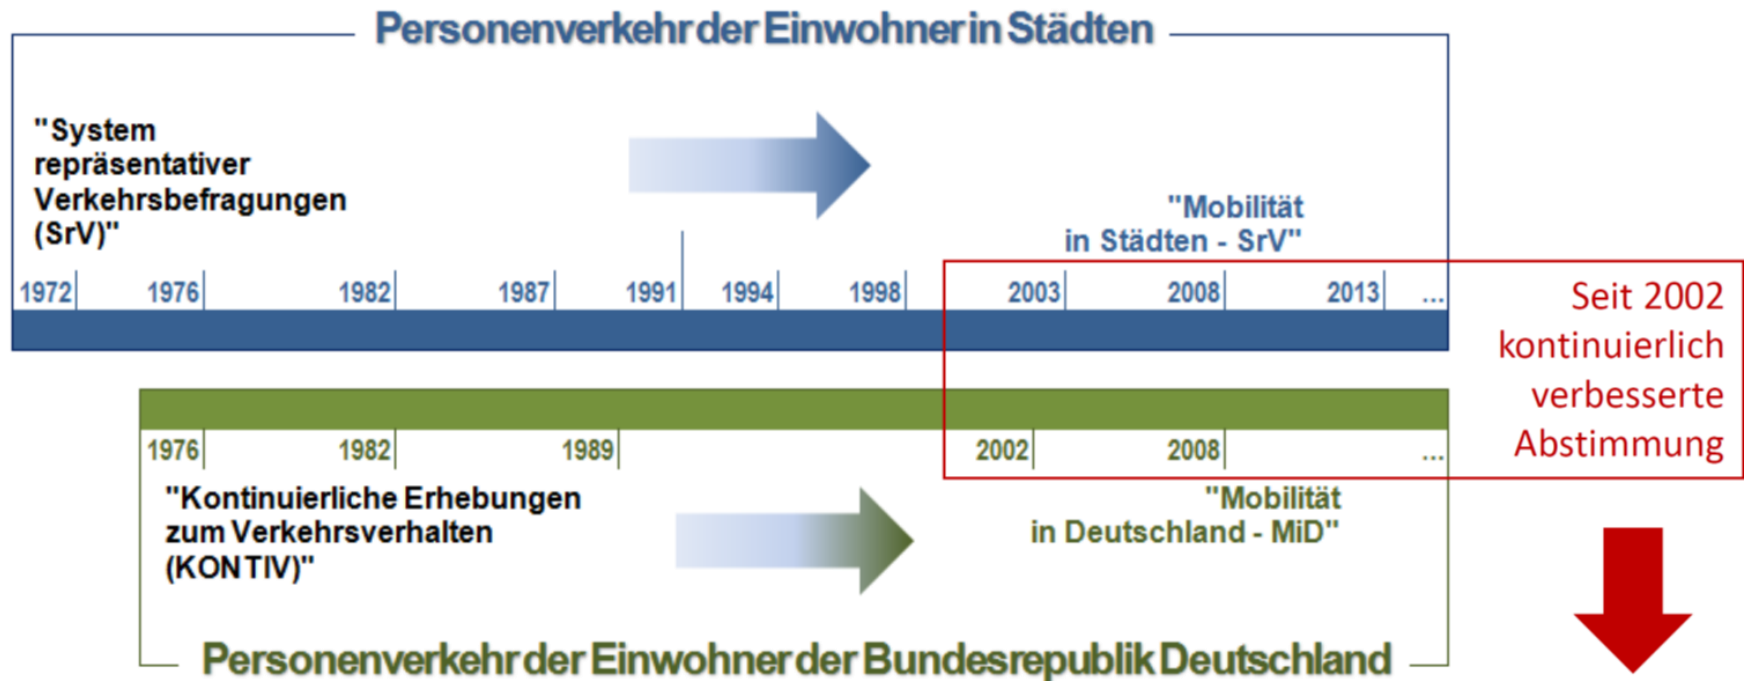 Personenverkehr der Einwohner in Städten
"System
repräsentativer
Verkehrsbefragungen
(SrV)"
"Mobilität
in Städten - SrV"
1972 1976 1982 1987 1991 1994 1998 2003 2008 2013 ...
Seit 2002
kontinuierlich
verbesserte
Abstimmung
1976 1982 1989 2002 2008 ...
"Kontinuierliche Erhebungen
zum Verkehrsverhalten
(KONTIV)"
"Mobilität
in Deutschland - MiD"
Personenverkehr der Einwohner der Bundesrepublik Deutschland